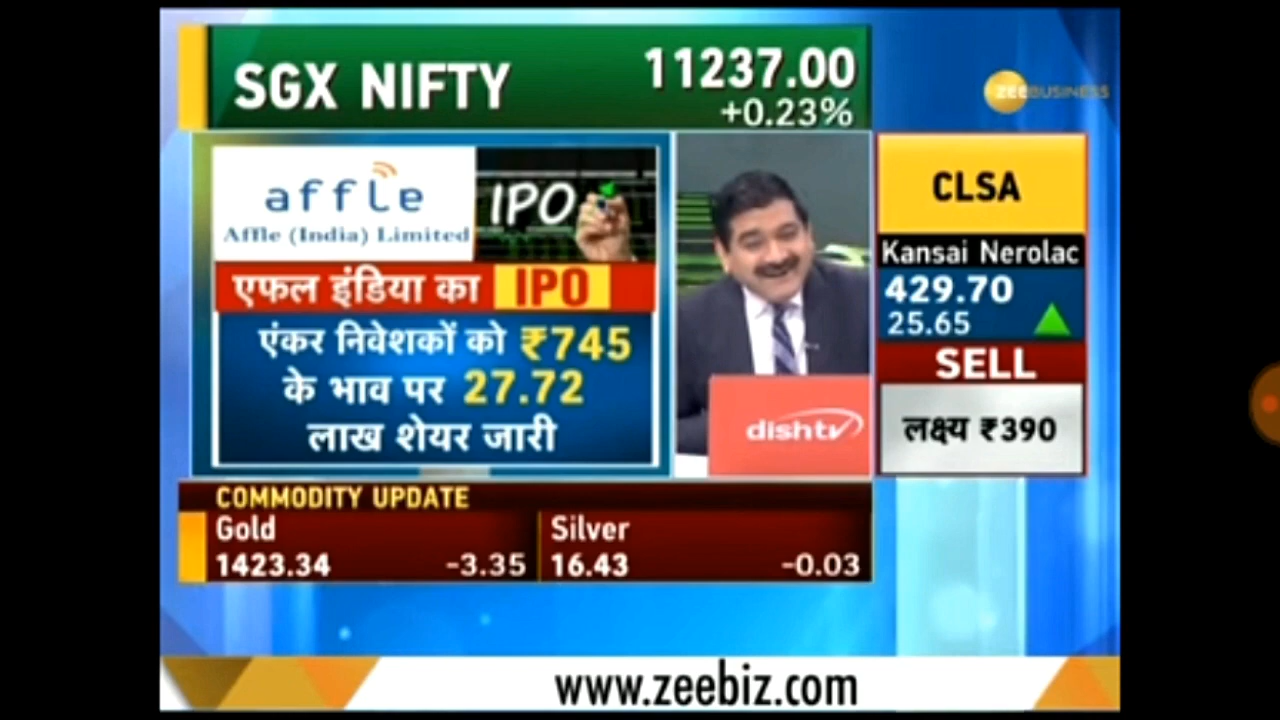 SGX NIFTY
11237.00
+0.23%
ZEEBUSINESS
affle
Affle (India) Limited
IPO
एफल इंडिया का IPO
एंकर निवेशकों को ₹745
के भाव पर 27.72
लाख शेयर जारी
dishtv
CLSA
Kansai Nerolac
429.70
25.65
SELL
लक्ष्य ₹390
COMMODITY UPDATE
Gold
1423.34 -3.35
Silver
16.43 -0.03
www.zeebiz.com